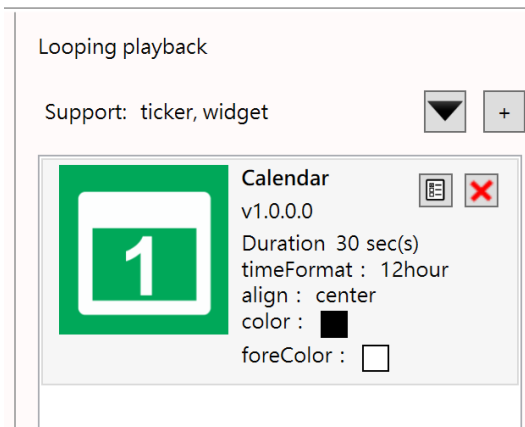 Looping playback
Support: ticker, widget
+
Calendar
v1.0.0.0
1
Duration 30 sec(s)
timeFormat : 12hour
align : center
color :
foreColor :